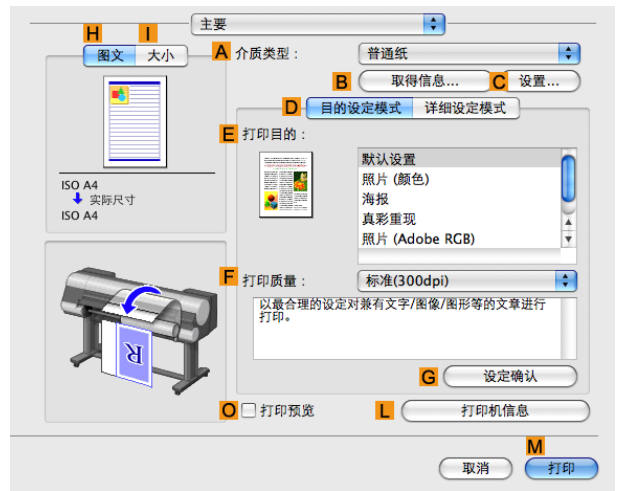 主要
H I
图文 大小
A 介质类型： 普通纸
B 取得信息... C 设置...
D 目的设定模式 详细设定模式
E 打印目的：
默认设置
照片 (颜色)
海报
真彩重现
照片 (Adobe RGB)
ISO A4
实际尺寸
ISO A4
F 打印质量： 标准(300dpi)
以最合理的设定对兼有文字/图像/图形等的文章进行
打印。
R
G 设定确认
O 打印预览 L 打印机信息
M
取消 打印